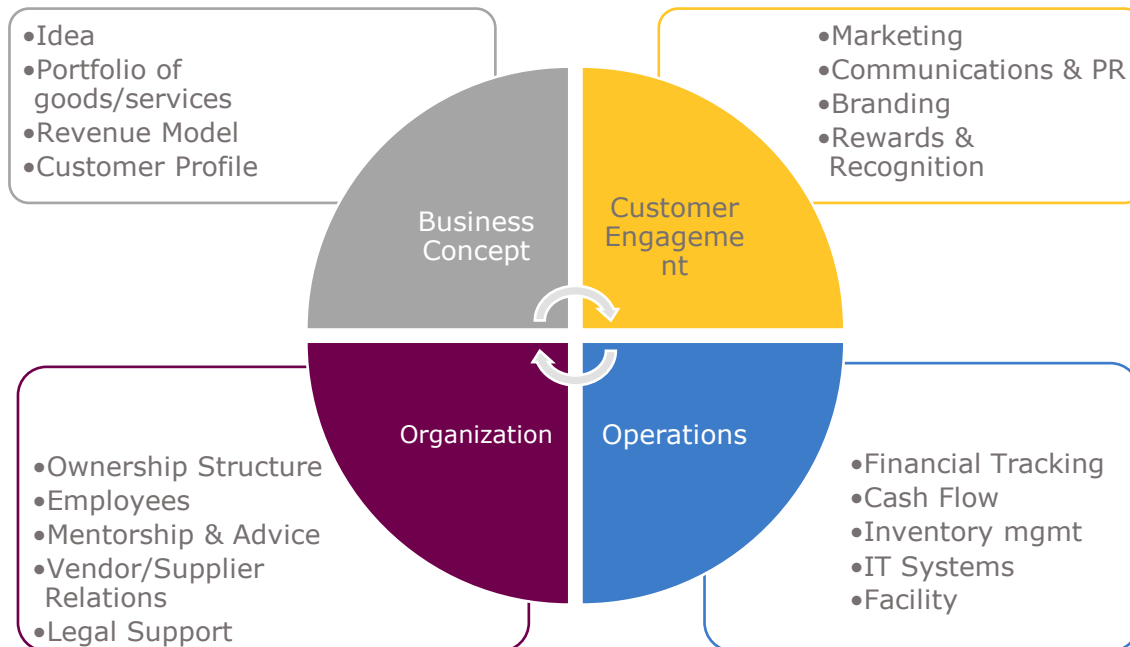 •Idea
•Portfolio of
goods/services
•Revenue Model
•Customer Profile
•Marketing
•Communications & PR
•Branding
•Rewards &
Recognition
Business
Concept
Customer
Engageme
nt
Organization
Operations
•Ownership Structure
•Employees
•Mentorship & Advice
•Vendor/Supplier
Relations
•Legal Support
•Financial Tracking
•Cash Flow
•Inventory mgmt
•IT Systems
•Facility